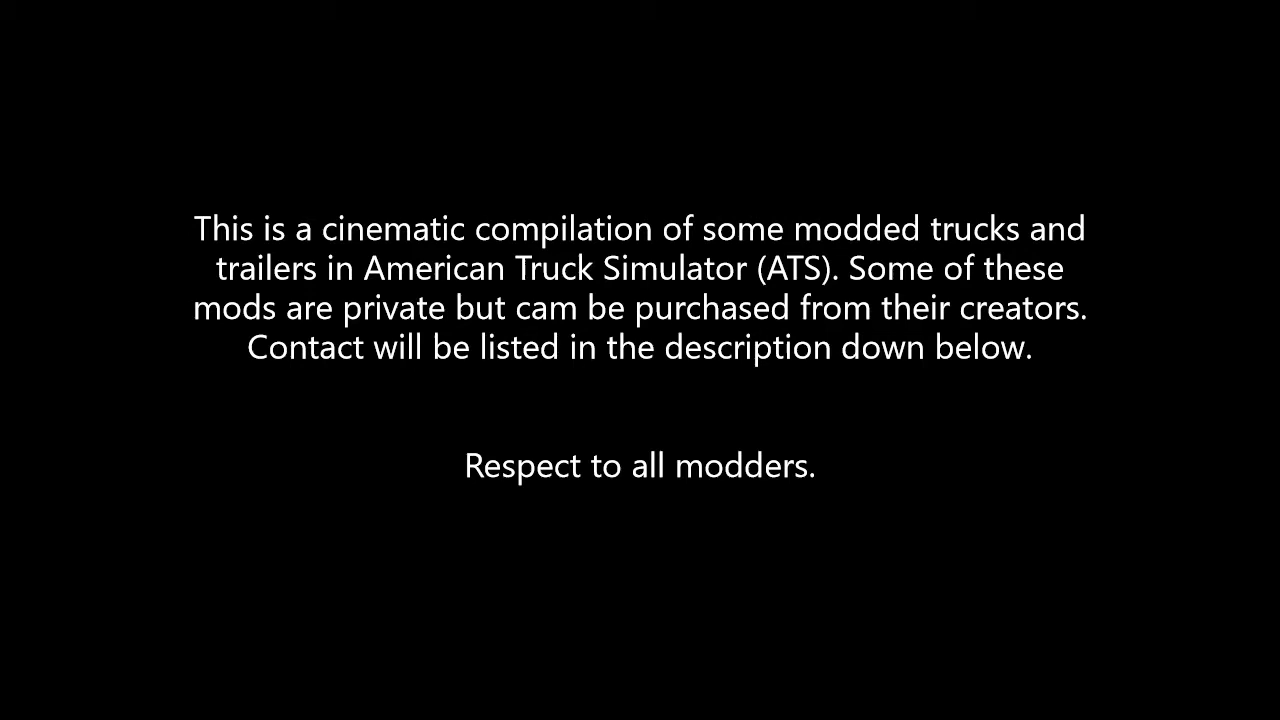 This is a cinematic compilation of some modded trucks and
trailers in American Truck Simulator (ATS). Some of these
mods are private but cam be purchased from their creators.
Contact will be listed in the description down below.
Respect to all modders.